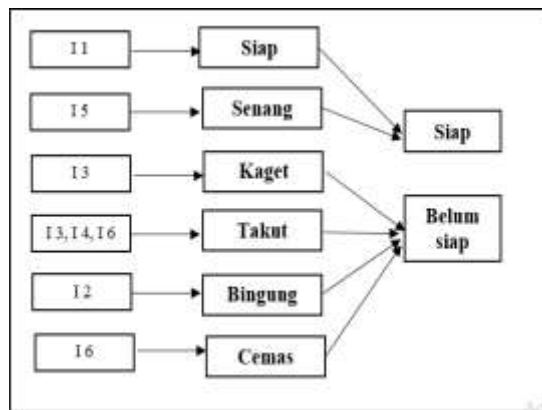 I1
Siap
I5
Senang
Siap
I3
Kaget
I3, I4, I6
Takut
Belum
siap
I2
Bingung
I6
Cemas